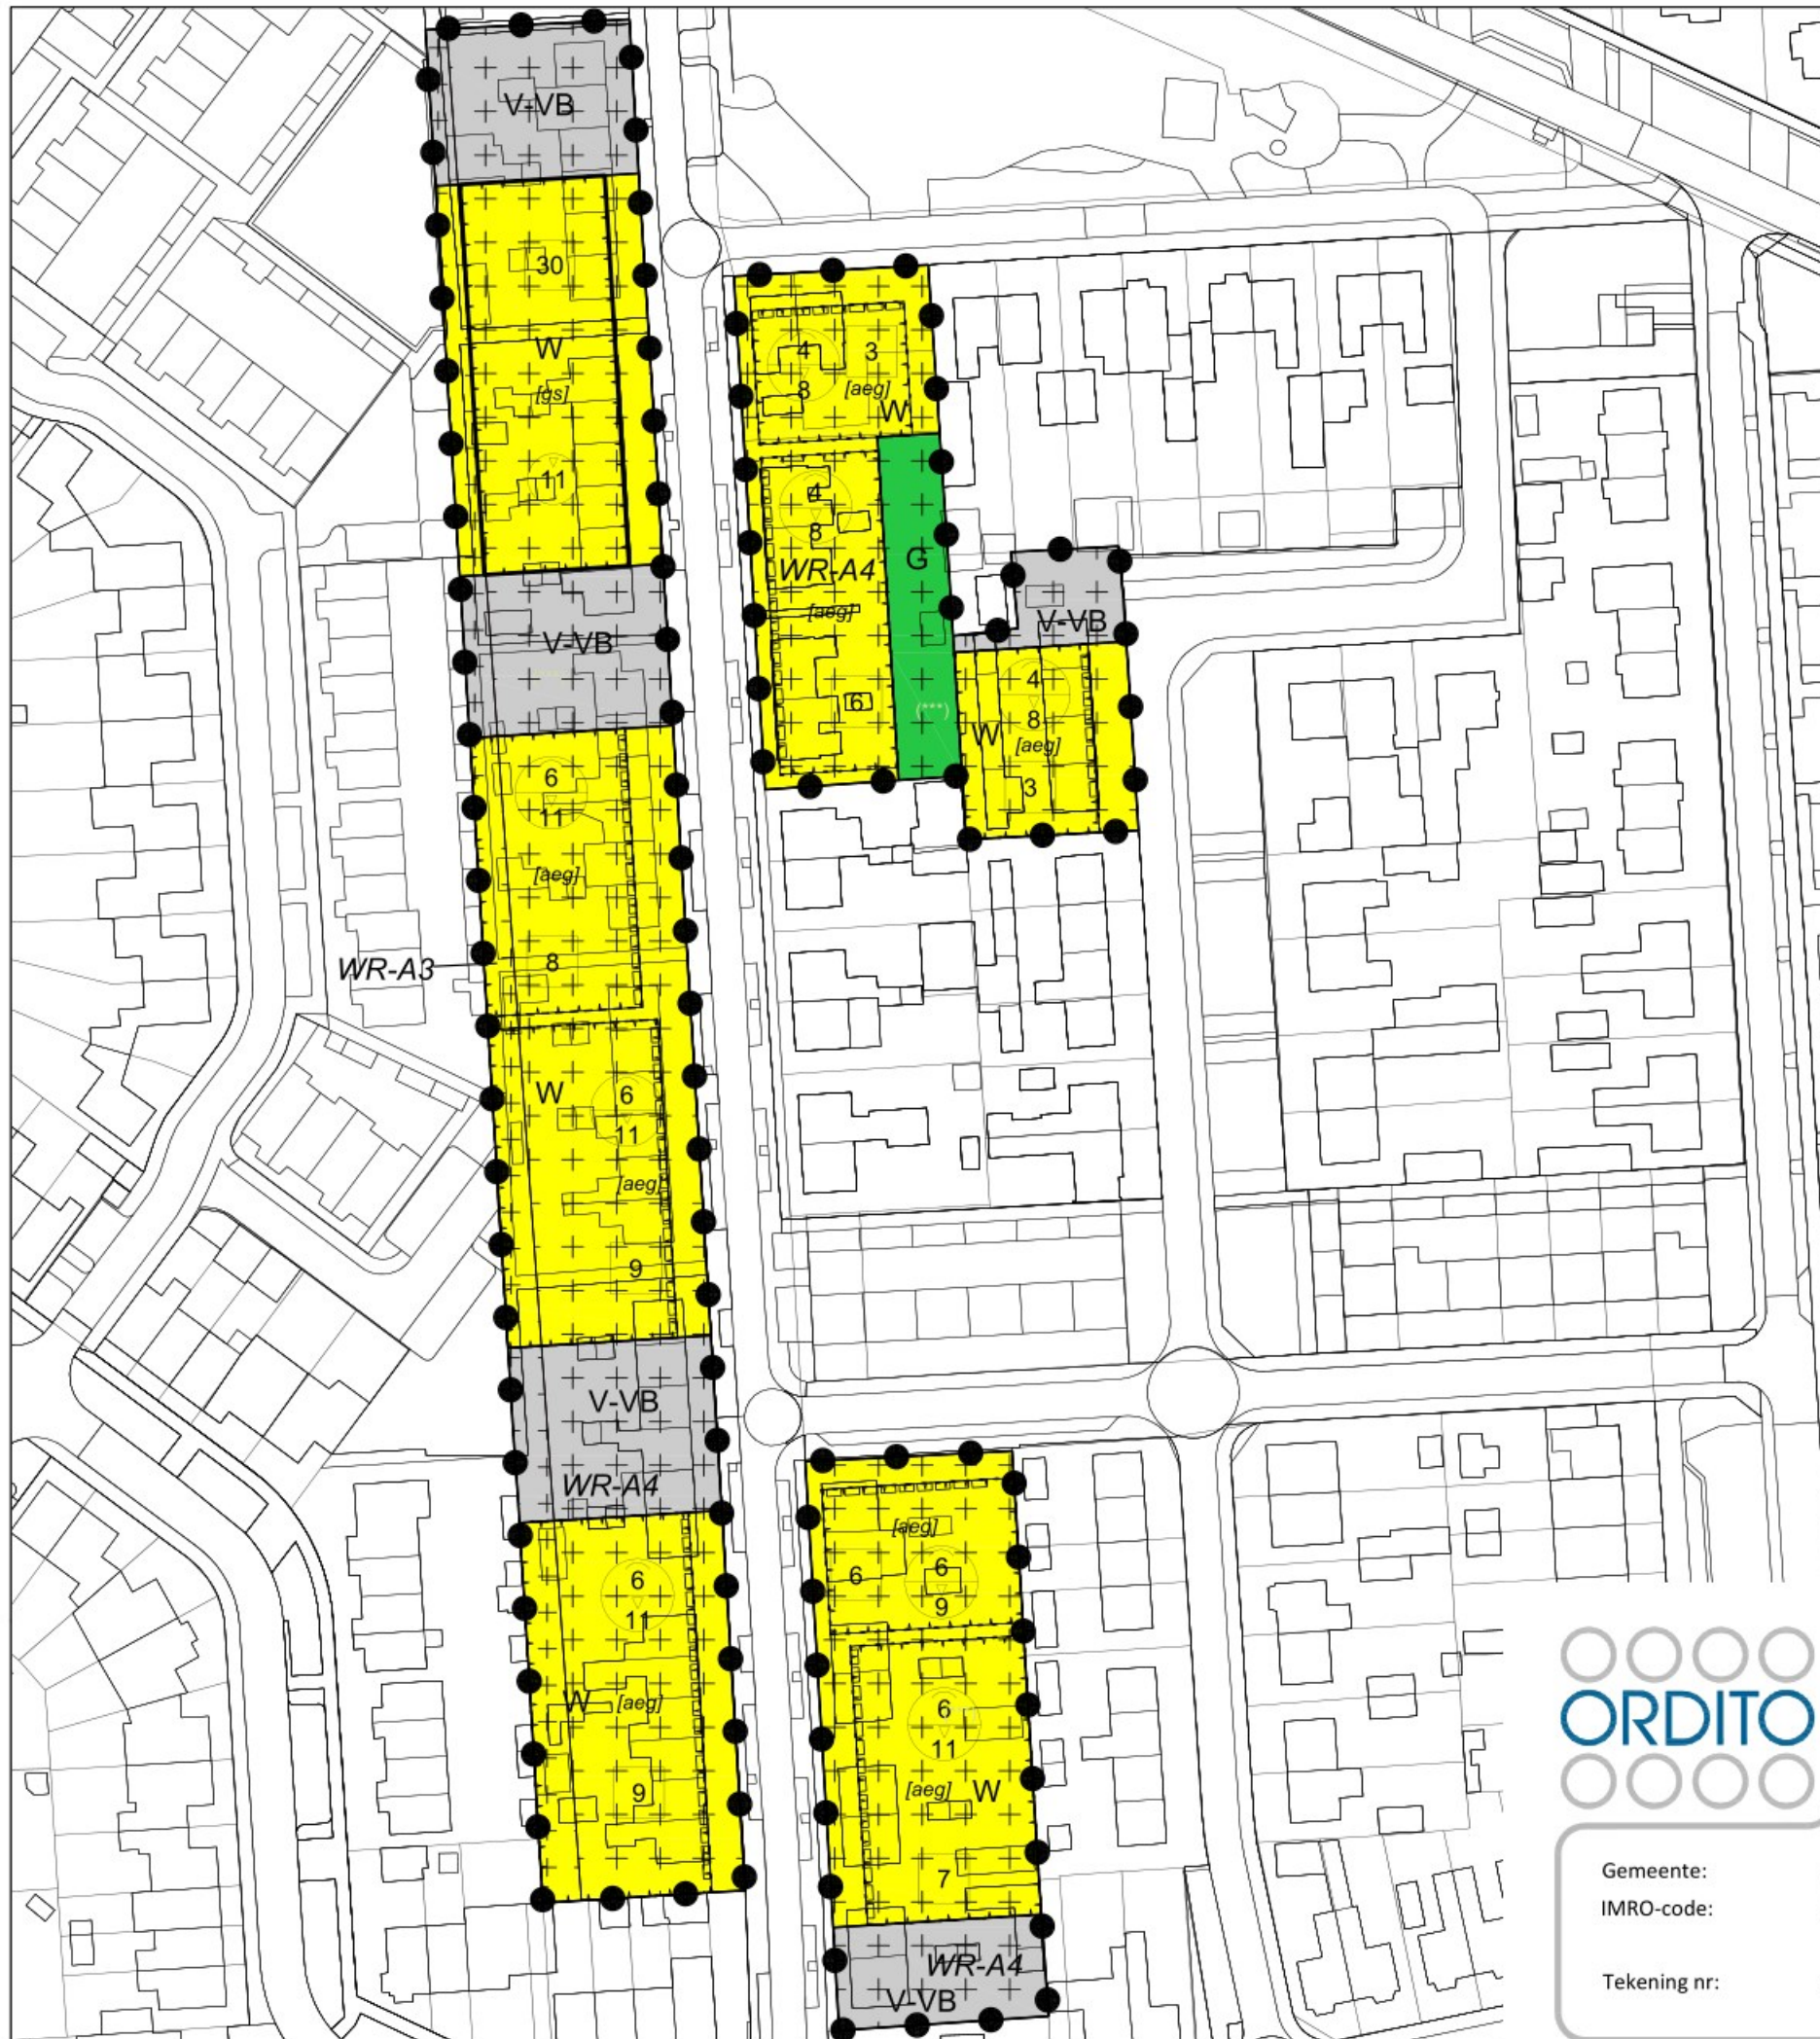 V-VB
30
W
[gs]
11
V-VB
6
11
[aeg]
8
WR-A3
W
6
11
[aeg]
9
V-VB
WR-A4
6
11
W
[aeg]
9
4
8
3
[aeg]
W
4
8
WR-A4
[aeg]
6
G
(***)
V-VB
4
8
W
[aeg]
3
[aeg]
6
6
9
6
11
[aeg]
W
7
WR-A4
V-VB
ORDITO
Gemeente:
IMRO-code:
Tekening nr: